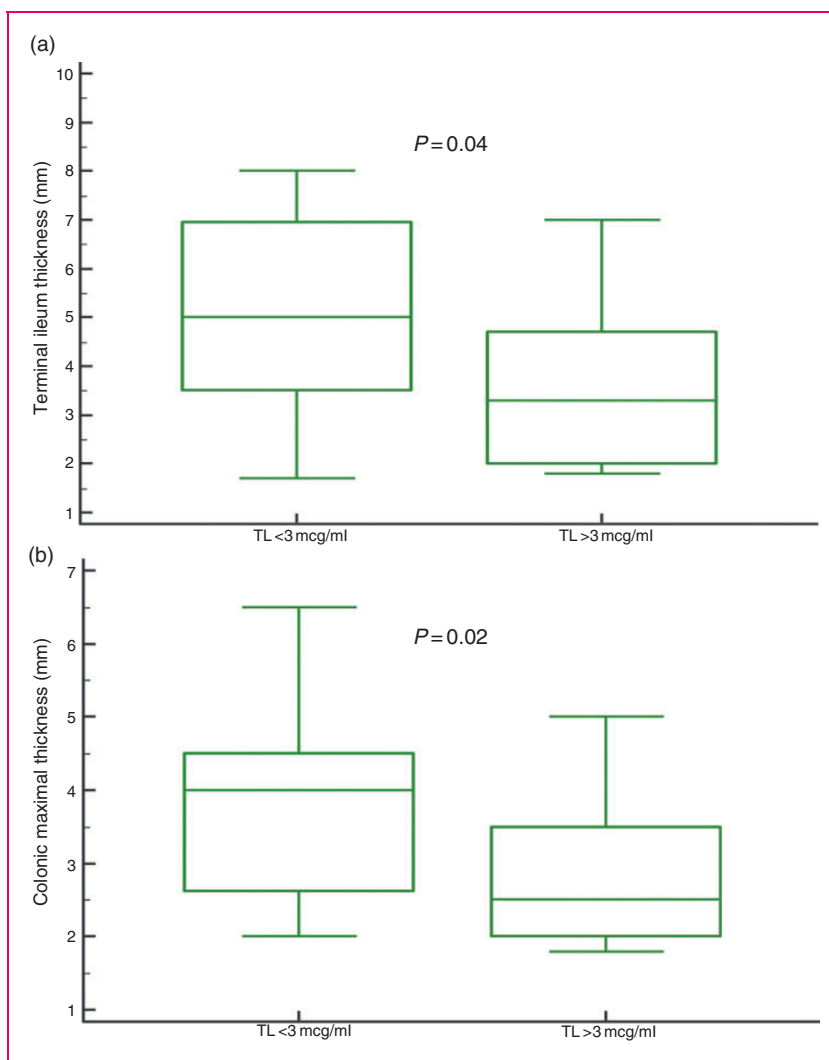 (a)
10
9
8
7
6
5
4
3
2
1
Terminal ileum thickness (mm)
P = 0.04
TL <3 mcg/ml TL >3 mcg/ml
(b)
7
6
5
4
3
2
1
Colonic maximal thickness (mm)
P = 0.02
TL <3 mcg/ml TL >3 mcg/ml